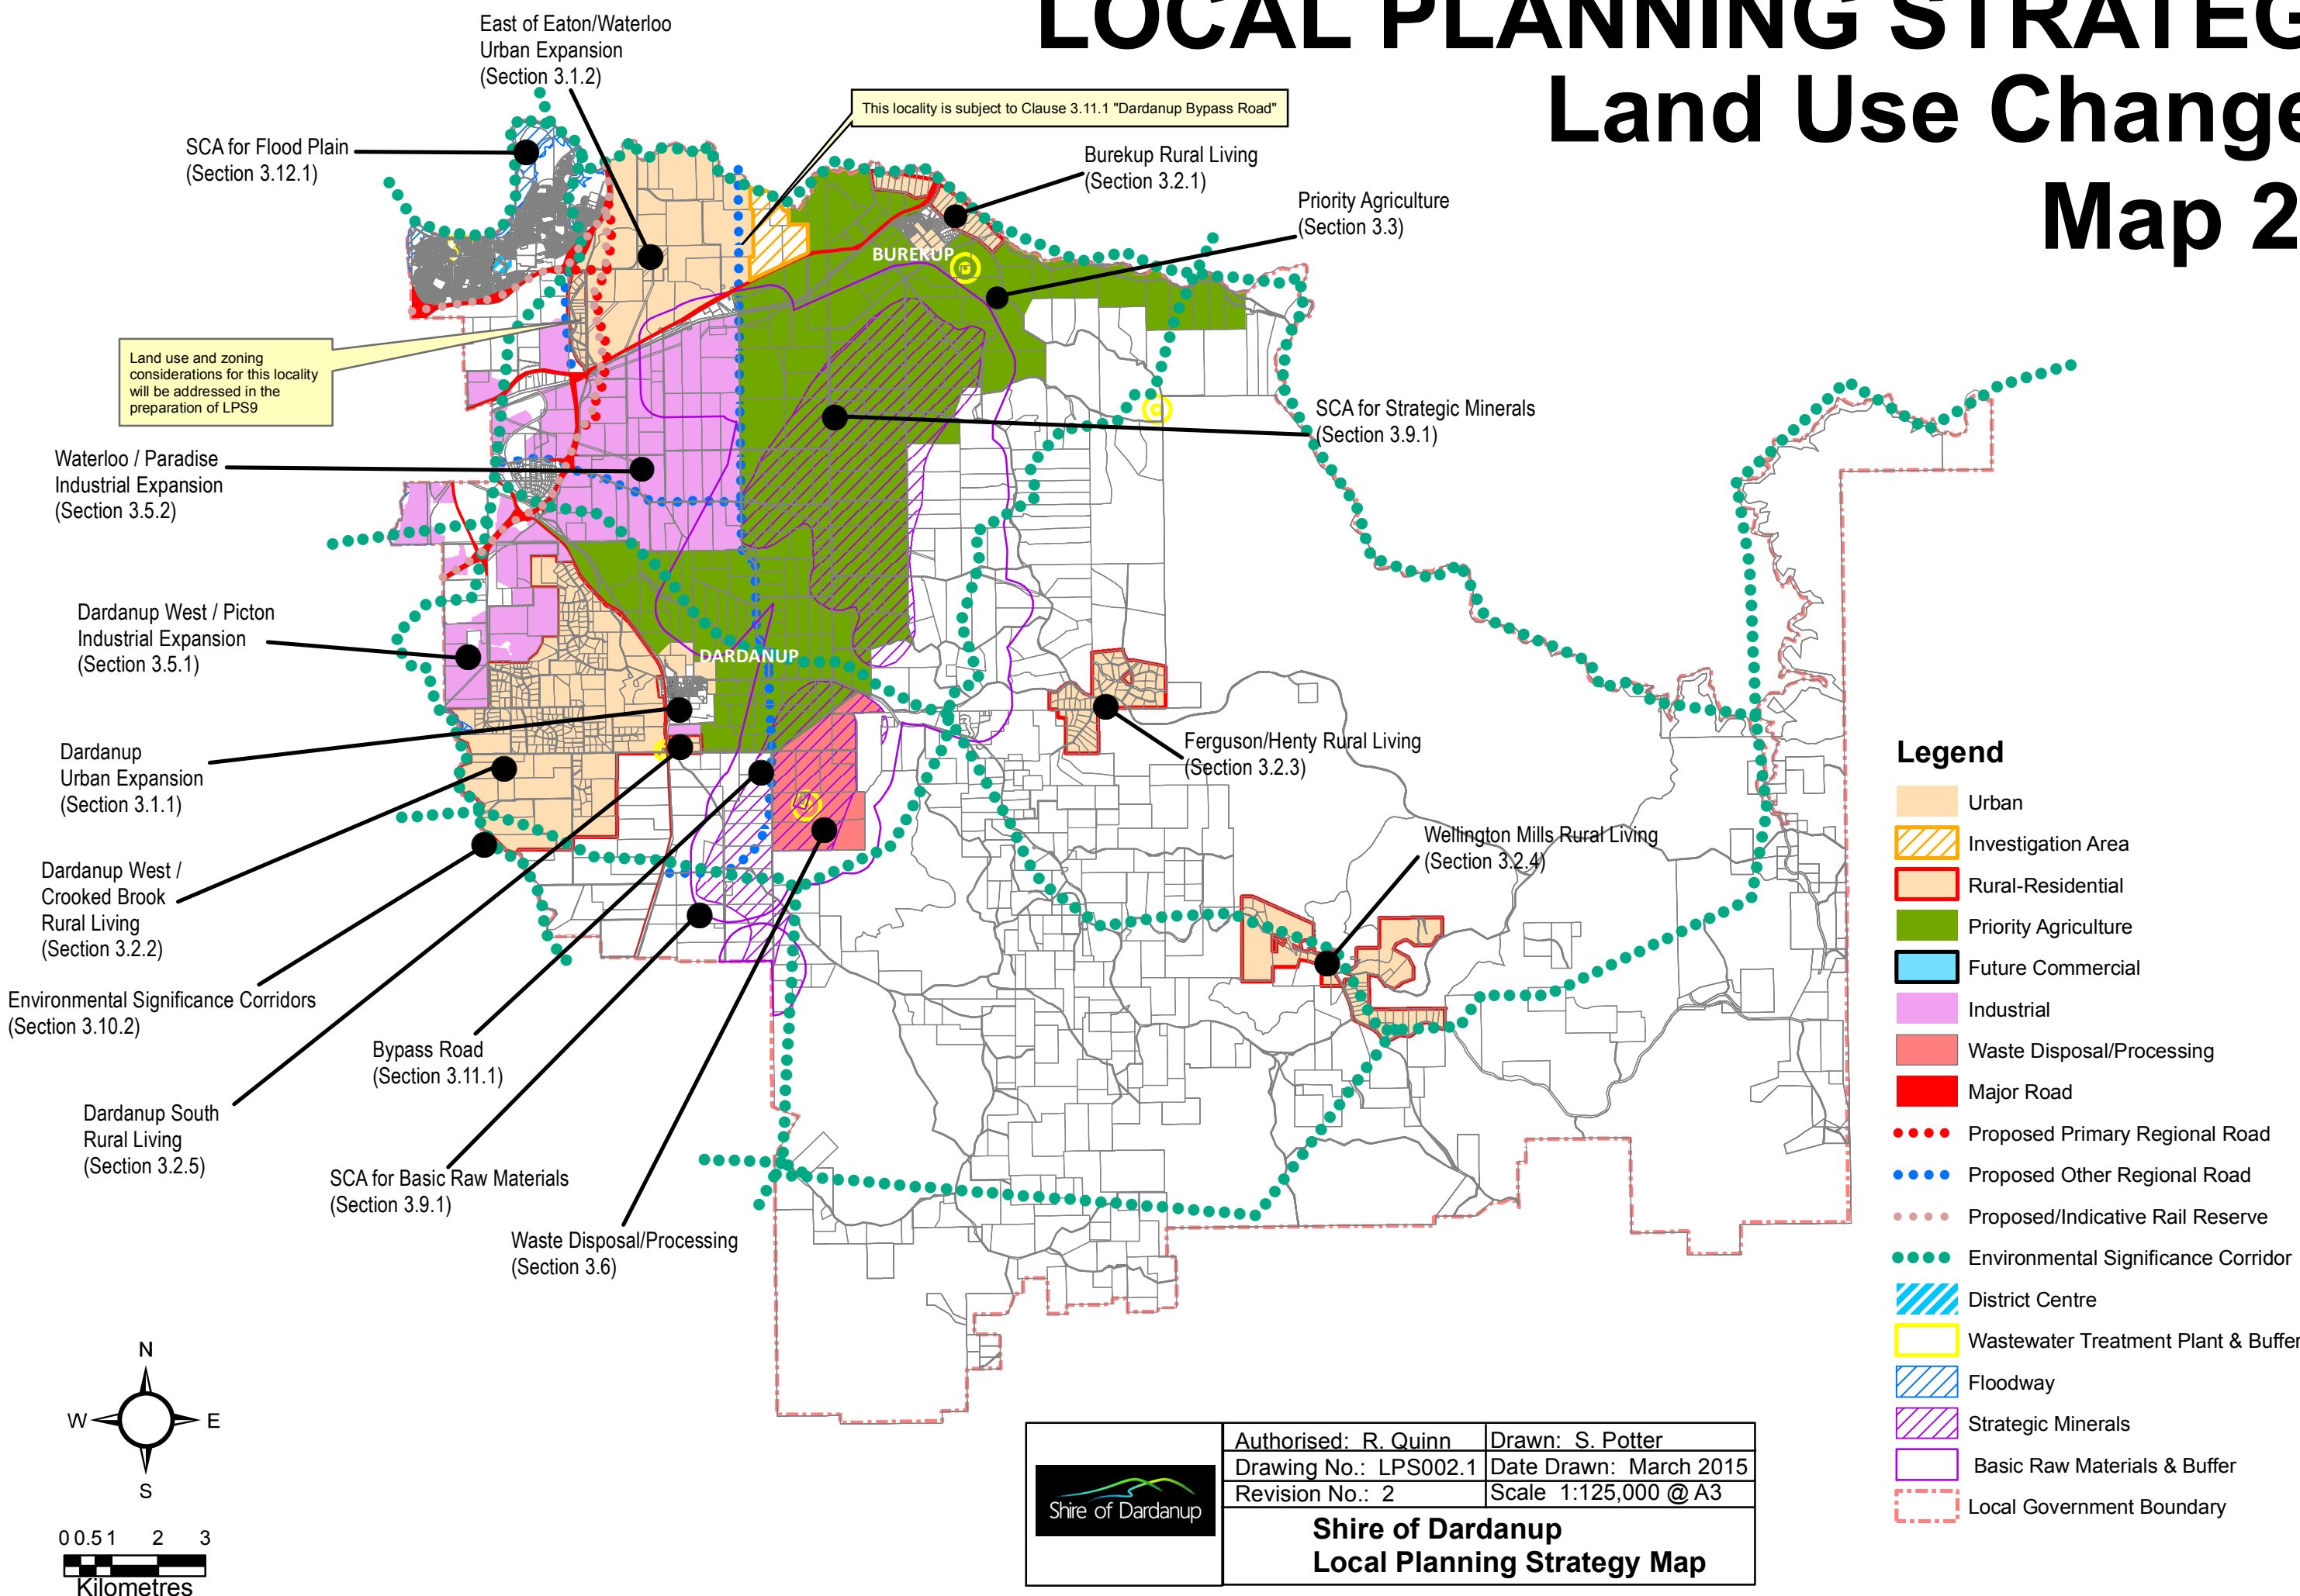 LOCAL PLANNING STRATEG
Land Use Change
Map 2
East of Eaton/Waterloo
Urban Expansion
(Section 3.1.2)
This locality is subject to Clause 3.11.1 "Dardanup Bypass Road"
SCA for Flood Plain
(Section 3.12.1)
Burekup Rural Living
(Section 3.2.1)
Priority Agriculture
(Section 3.3)
BUREKUP
Land use and zoning
considerations for this locality
will be addressed in the
preparation of LPS9
SCA for Strategic Minerals
(Section 3.9.1)
Waterloo / Paradise
Industrial Expansion
(Section 3.5.2)
Dardanup West / Picton
Industrial Expansion
(Section 3.5.1)
DARDANUP
Dardanup
Urban Expansion
(Section 3.1.1)
Ferguson/Henty Rural Living
(Section 3.2.3)
Wellington Mills Rural Living
(Section 3.2.4)
Dardanup West /
Crooked Brook
Rural Living
(Section 3.2.2)
Environmental Significance Corridors
(Section 3.10.2)
Bypass Road
(Section 3.11.1)
Dardanup South
Rural Living
(Section 3.2.5)
SCA for Basic Raw Materials
(Section 3.9.1)
Waste Disposal/Processing
(Section 3.6)
Legend
Urban
Investigation Area
Rural-Residential
Priority Agriculture
Future Commercial
Industrial
Waste Disposal/Processing
Major Road
Proposed Primary Regional Road
Proposed Other Regional Road
Proposed/Indicative Rail Reserve
Environmental Significance Corridor
District Centre
Wastewater Treatment Plant & Buffer
Floodway
Strategic Minerals
Basic Raw Materials & Buffer
Local Government Boundary
N
W E
S
0 0.5 1 2 3
Kilometres
Shire of Dardanup
Authorised: R. Quinn Drawn: S. Potter
Drawing No.: LPS002.1 Date Drawn: March 2015
Revision No.: 2 Scale 1:125,000 @ A3
Shire of Dardanup
Local Planning Strategy Map